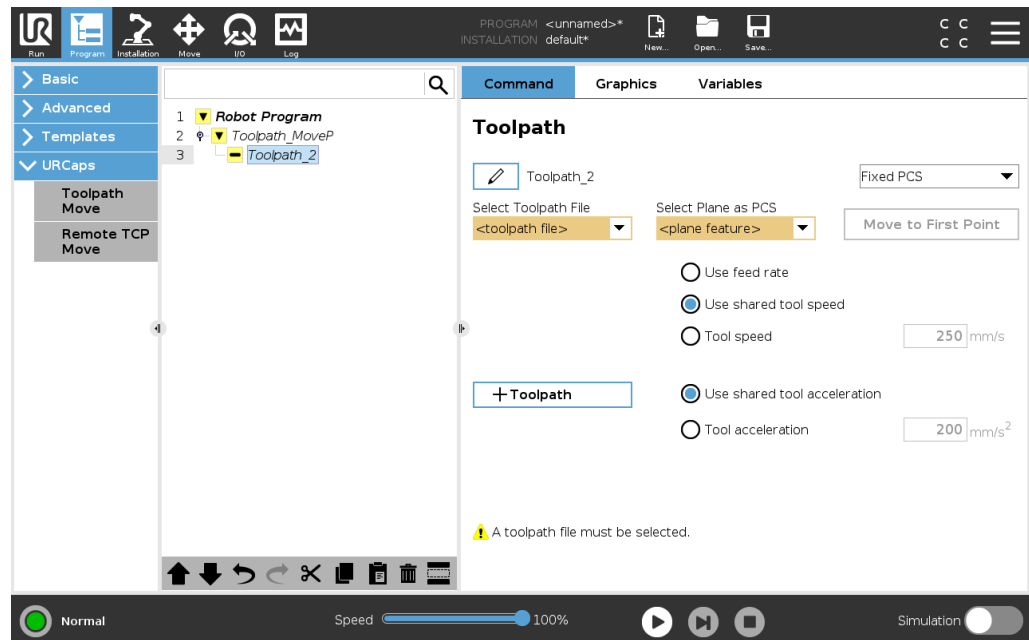 Run
Program
Installation
Move
I/O
Log
PROGRAM <unnamed>*
INSTALLATION default*
New...
Open...
Save...
C C
C C
Basic
Advanced
Templates
URCaps
Toolpath
Move
Remote TCP
Move
1 Robot Program
2 Toolpath_MoveP
3 Toolpath_2
Command Graphics Variables
Toolpath
Toolpath_2
Fixed PCS
Select Toolpath File Select Plane as PCS
<toolpath file> <plane feature> Move to First Point
Use feed rate
Use shared tool speed
Tool speed 250 mm/s
+Toolpath
Use shared tool acceleration
Tool acceleration 200 mm/s²
A toolpath file must be selected.
Normal
Speed 100%
Simulation